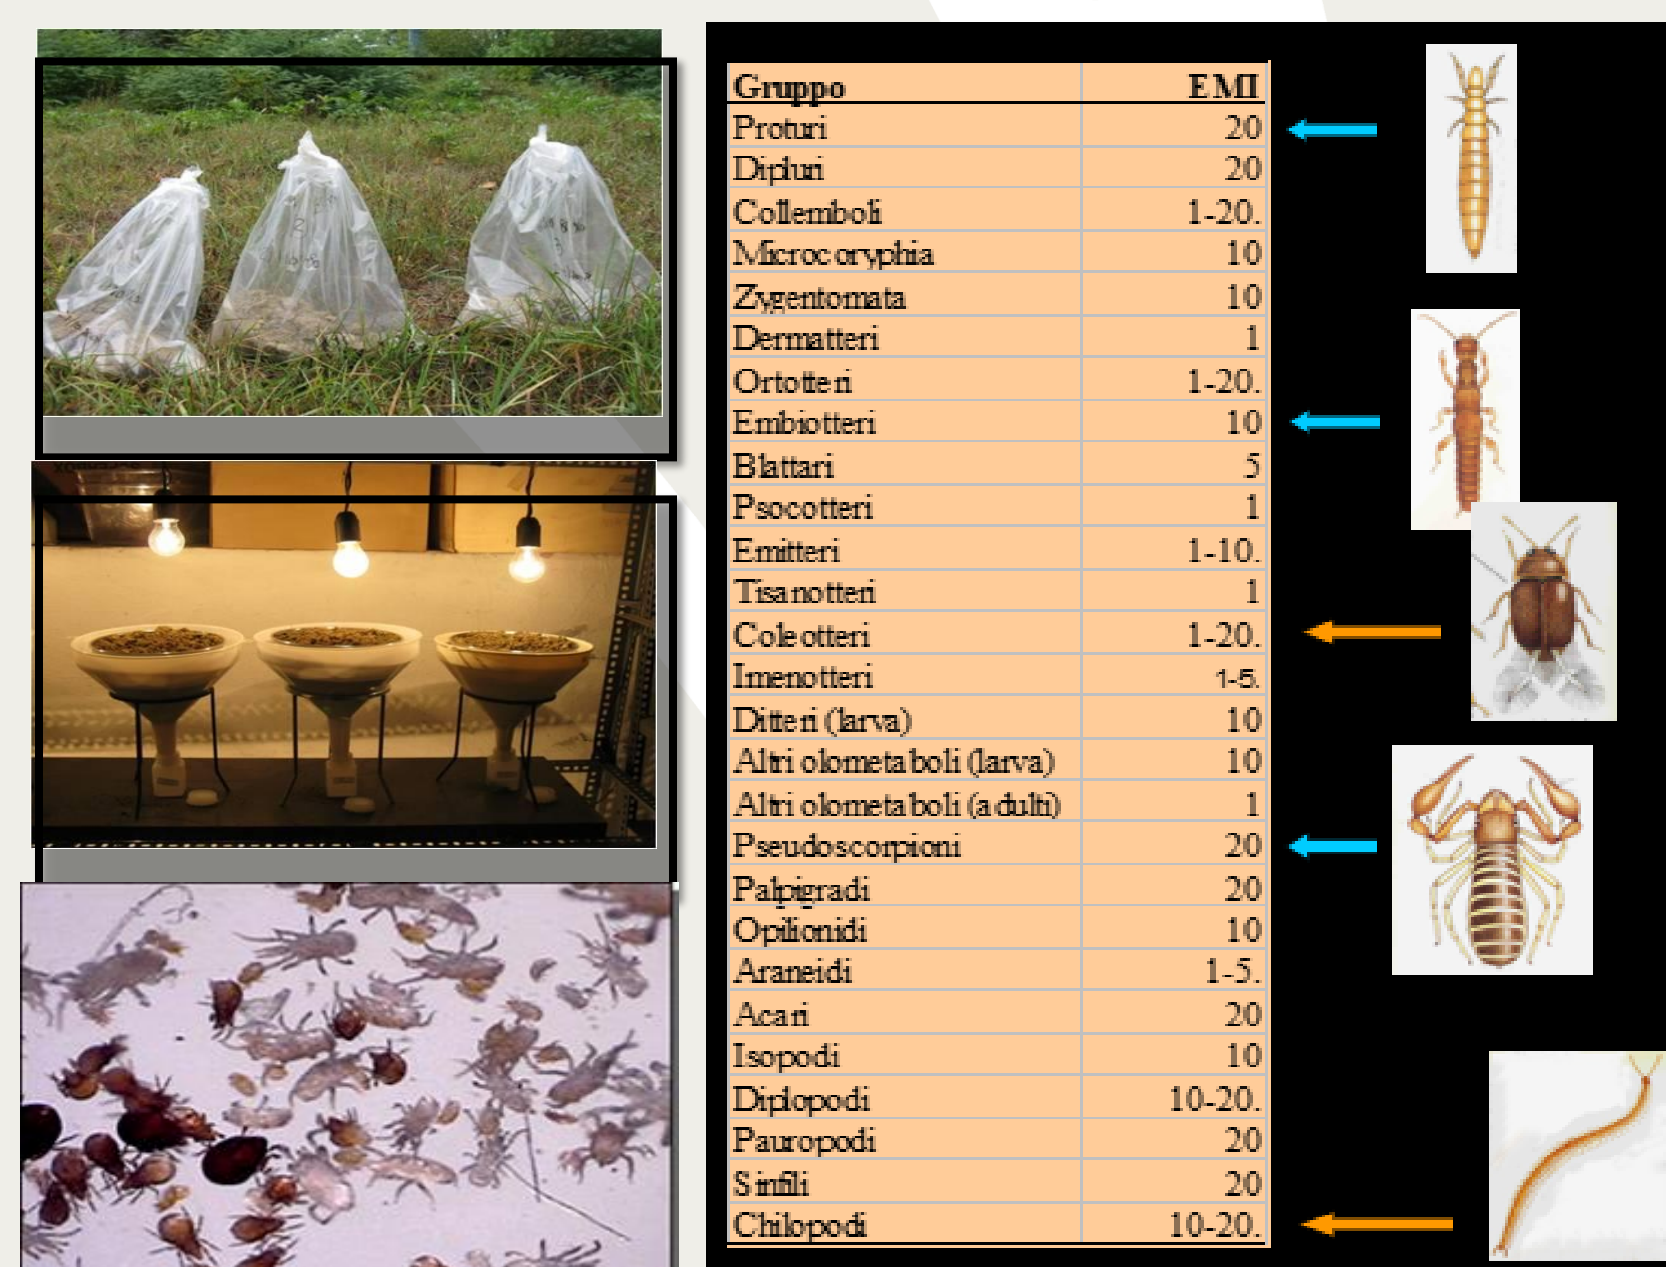 Gruppo EMI
Proturi 20
Dipluri 20
Collemboli 1-20.
Microcoryphia 10
Zygentomata 10
Dermatteri 1
Ortotteri 1-20.
Embiotteri 10
Blattari 5
Psocotteri 1
Emitteri 1-10.
Tisanotteri 1
Coleotteri 1-20.
Imenotteri 1-5.
Ditteri (larva) 10
Altri olometaboli (larva) 10
Altri olometaboli (adulti) 1
Pseudoscorpioni 20
Palpigradi 20
Opilionidi 10
Araneidi 1-5.
Acari 20
Isopodi 10
Diplopodi 10-20.
Pauropodi 20
Sinfili 20
Chilopodi 10-20.